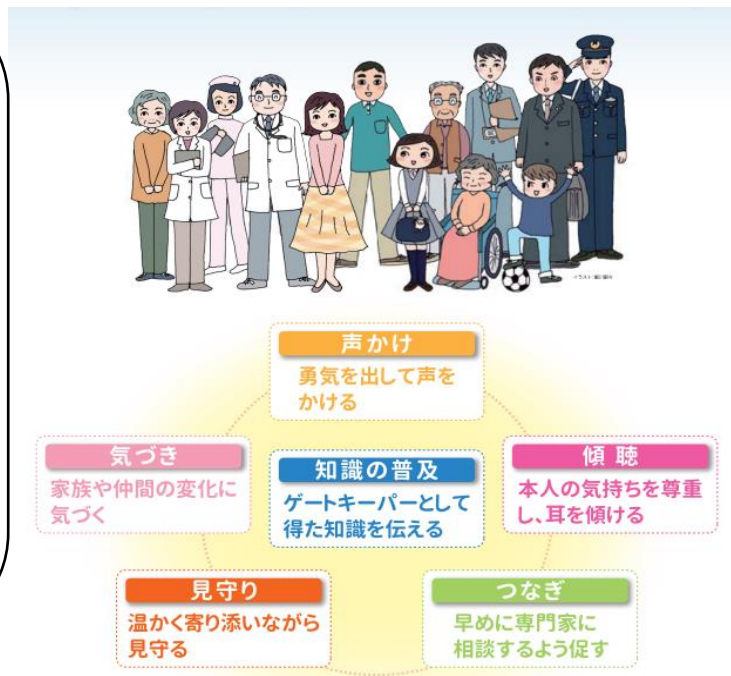 声かけ
勇気を出して声を
かける
気づき
家族や仲間の変化に
気づく
知識の普及
ゲートキーパーとして
得た知識を伝える
傾聴
本人の気持ちを尊重
し、耳を傾ける
見守り
温かく寄り添いながら
見守る
つなぎ
早めに専門家に
相談するよう促す